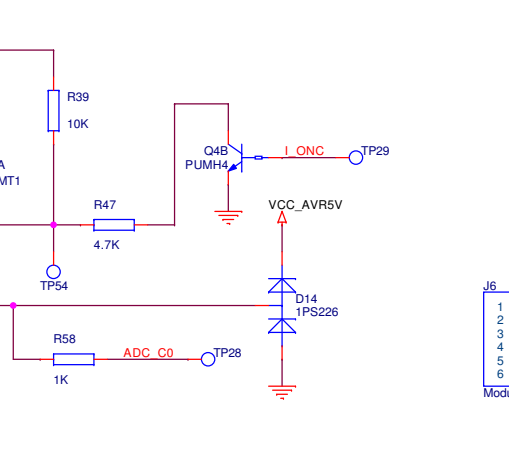 R39
10K
A
MT1
Q4B
PUMH4
I_ONC
TP29
R47
4.7K
VCC_AVR5V
TP54
D14
1PS226
R58
1K
ADC_C0
TP28
J6
1
2
3
4
5
6
Modu